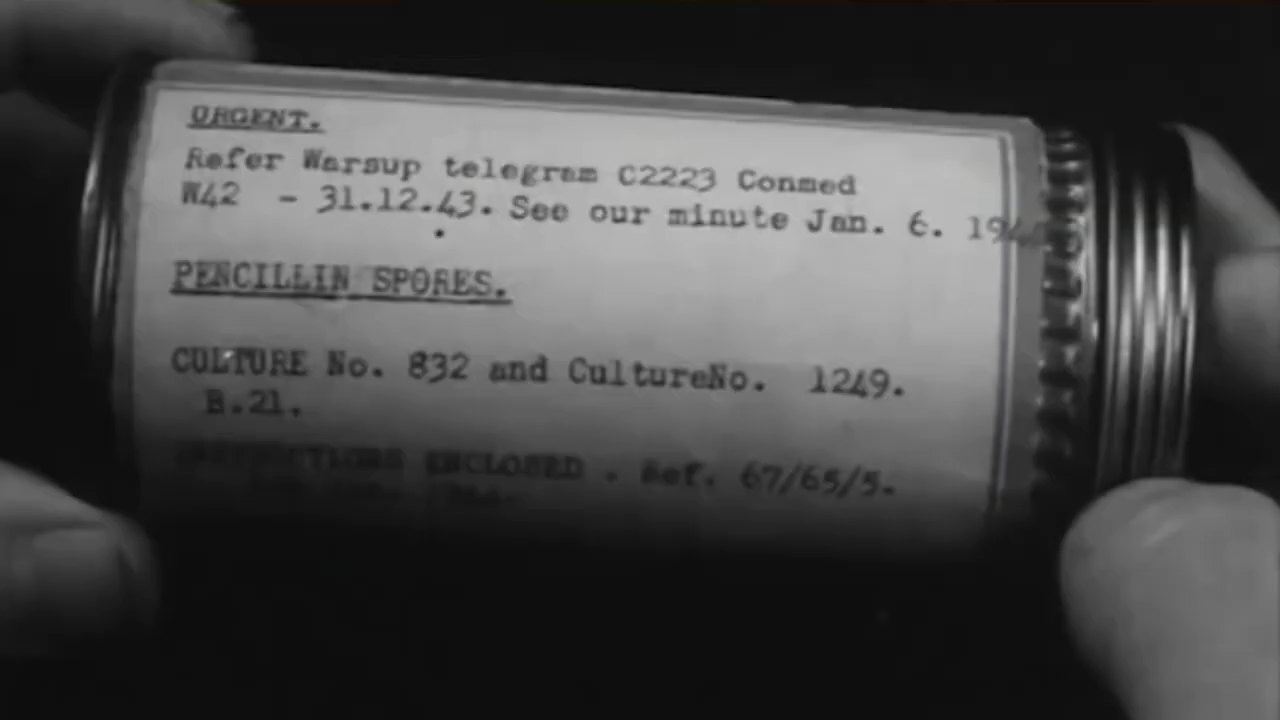 URGENT.
Refer Warsup telegram C2223 Conmed
W42 - 31.12.43. See our minute Jan. 6.
PENCILLIN SPORES.
CULTURE No. 832 and CultureNo. 1249.
B.21.
INSTRUCTIONS ENCLOSED . Ref. 67/65/5.